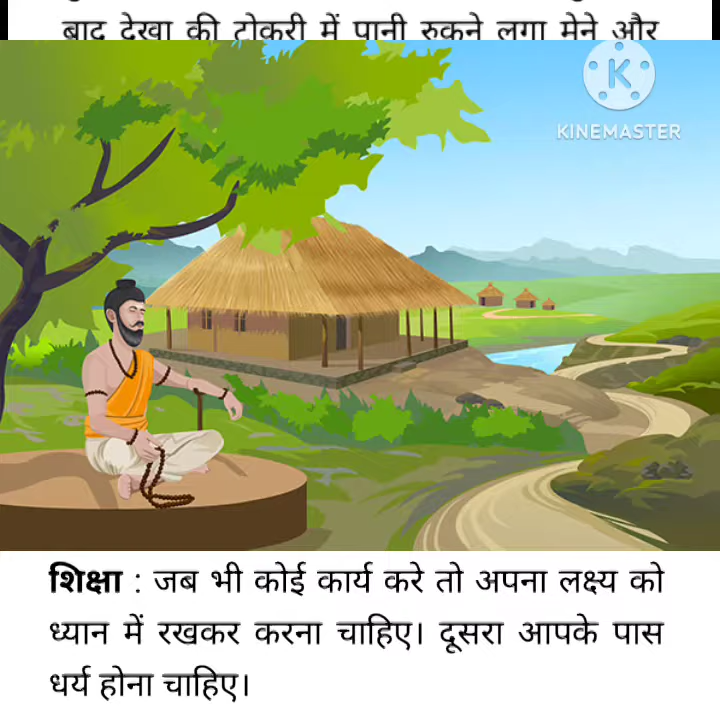 बाद देखा की टोकरी में पानी रुकने लगा मेने और
K
KINEMASTER
शिक्षा : जब भी कोई कार्य करे तो अपना लक्ष्य को
ध्यान में रखकर करना चाहिए। दूसरा आपके पास
धर्य होना चाहिए।